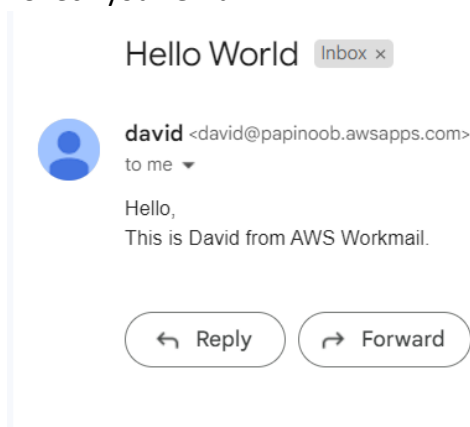 Hello World Inbox ×
david <david@papinoob.awsapps.com>
to me
Hello,
This is David from AWS Workmail.
Reply Forward